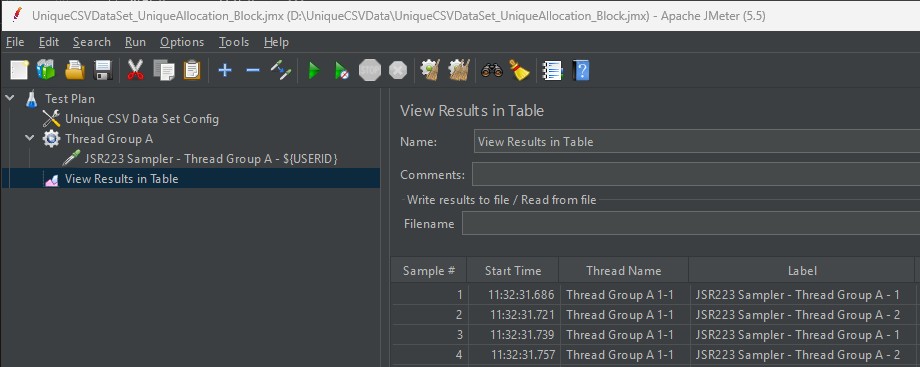 UniqueCSVDataSet_UniqueAllocation_Block.jmx (D:\UniqueCSVData\UniqueCSVDataSet_UniqueAllocation_Block.jmx) - Apache JMeter (5.5)
File Edit Search Run Options Tools Help
STOP
Test Plan
Unique CSV Data Set Config
Thread Group A
JSR223 Sampler - Thread Group A - ${USERID}
View Results in Table
View Results in Table
Name: View Results in Table
Comments:
Write results to file / Read from file
Filename
Sample # Start Time Thread Name Label
1 11:32:31.686 Thread Group A 1-1 JSR223 Sampler - Thread Group A - 1
2 11:32:31.721 Thread Group A 1-1 JSR223 Sampler - Thread Group A - 2
3 11:32:31.739 Thread Group A 1-1 JSR223 Sampler - Thread Group A - 1
4 11:32:31.757 Thread Group A 1-1 JSR223 Sampler - Thread Group A - 2